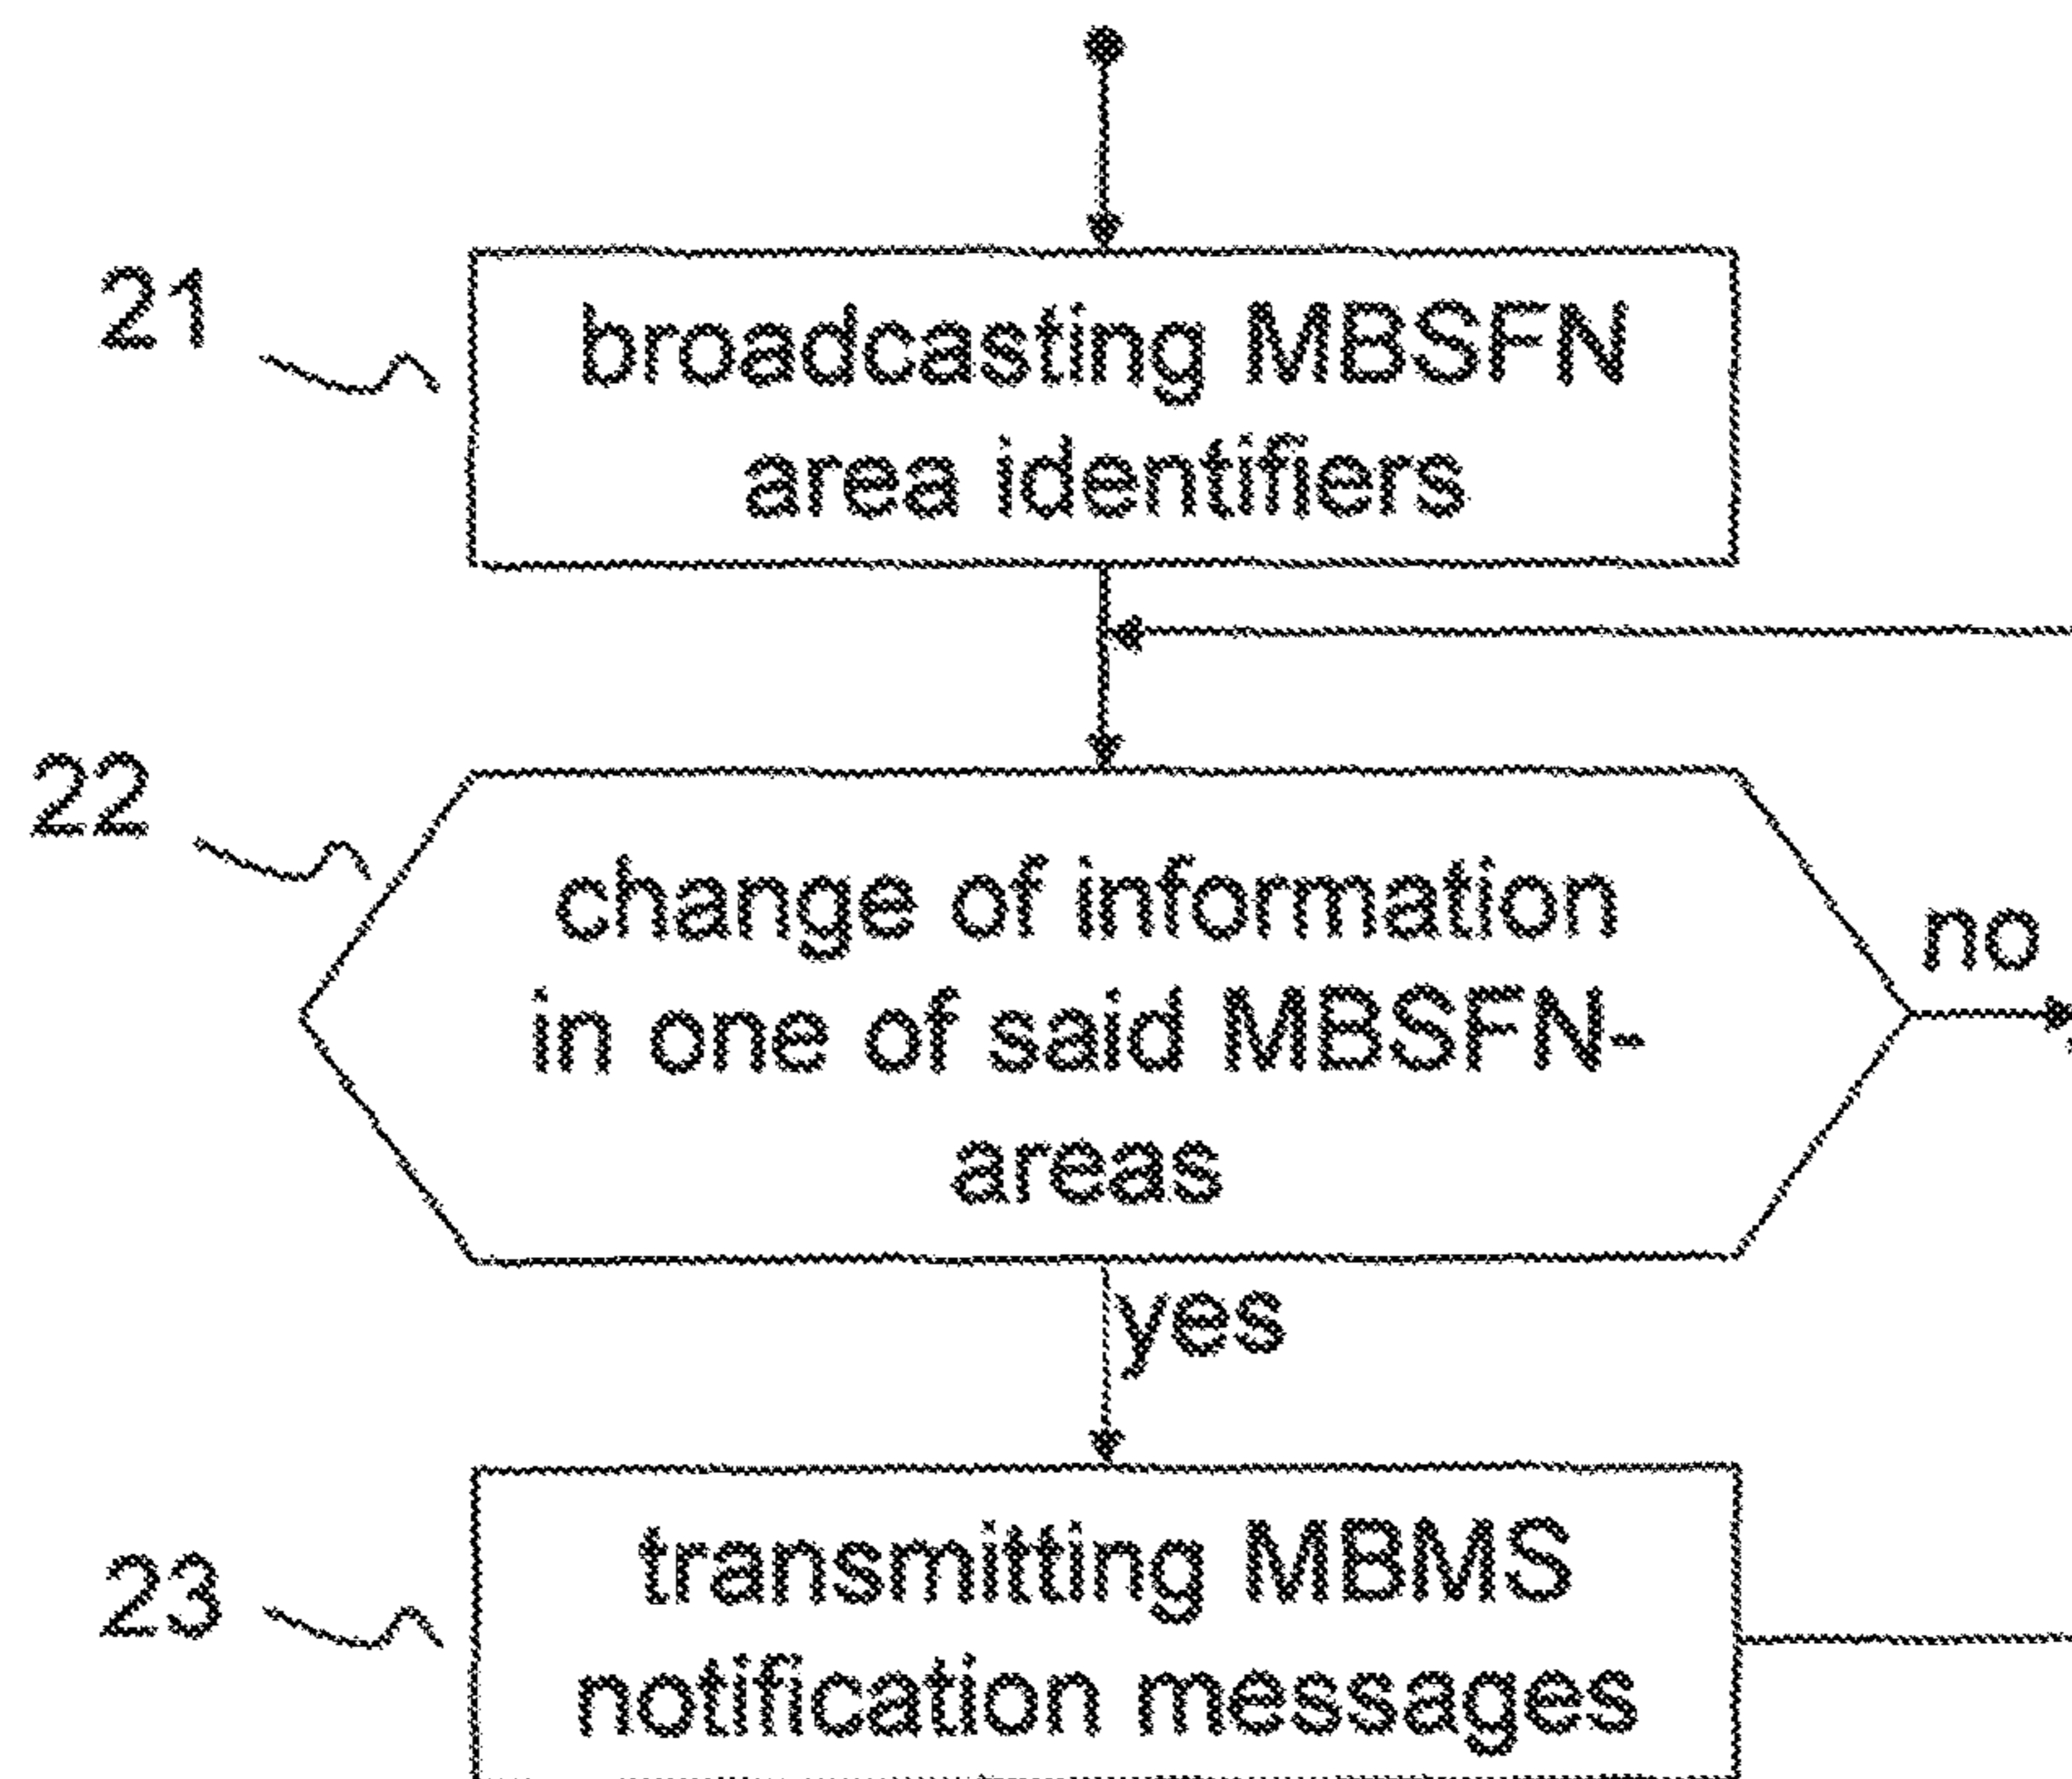 21
broadcasting MBSFN
area identifiers
22
change of information
in one of said MBSFN-
areas
no
yes
23
transmitting MBMS
notification messages